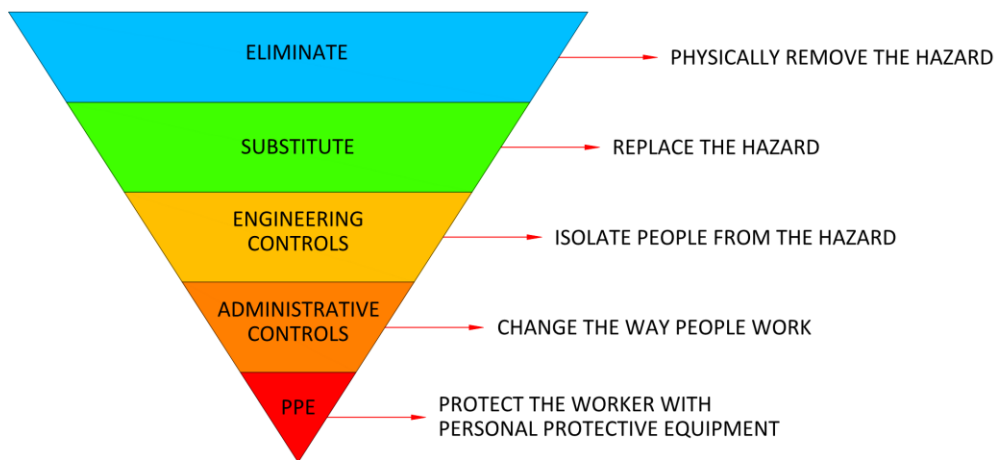 ELIMINATE
PHYSICALLY REMOVE THE HAZARD
SUBSTITUTE
REPLACE THE HAZARD
ENGINEERING
CONTROLS
ISOLATE PEOPLE FROM THE HAZARD
ADMINISTRATIVE
CONTROLS
CHANGE THE WAY PEOPLE WORK
PPE
PROTECT THE WORKER WITH
PERSONAL PROTECTIVE EQUIPMENT